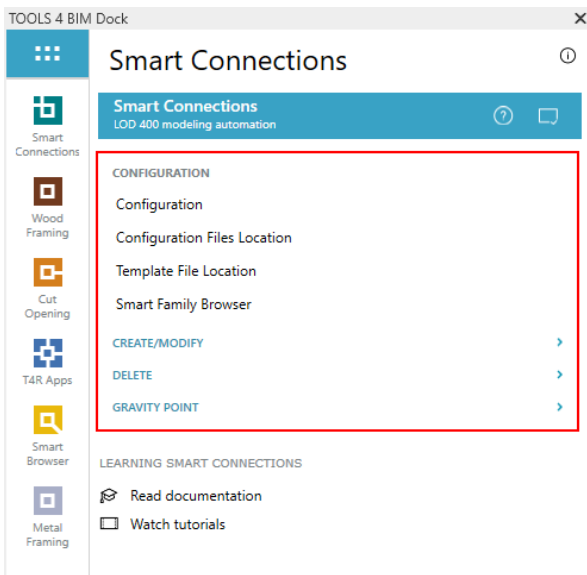 TOOLS 4 BIM Dock
Smart Connections
Smart
Connections
Wood
Framing
Cut
Opening
T4R Apps
Smart
Browser
Metal
Framing
Smart Connections
LOD 400 modeling automation
CONFIGURATION
Configuration
Configuration Files Location
Template File Location
Smart Family Browser
CREATE/MODIFY
DELETE
GRAVITY POINT
LEARNING SMART CONNECTIONS
Read documentation
Watch tutorials